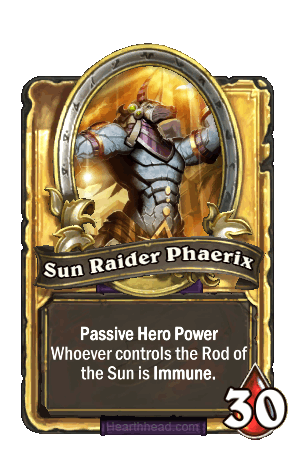 Sun Raider Phaerix
Passive Hero Power
Whoever controls the Rod of
the Sun is Immune.
30
Hearthhead.com